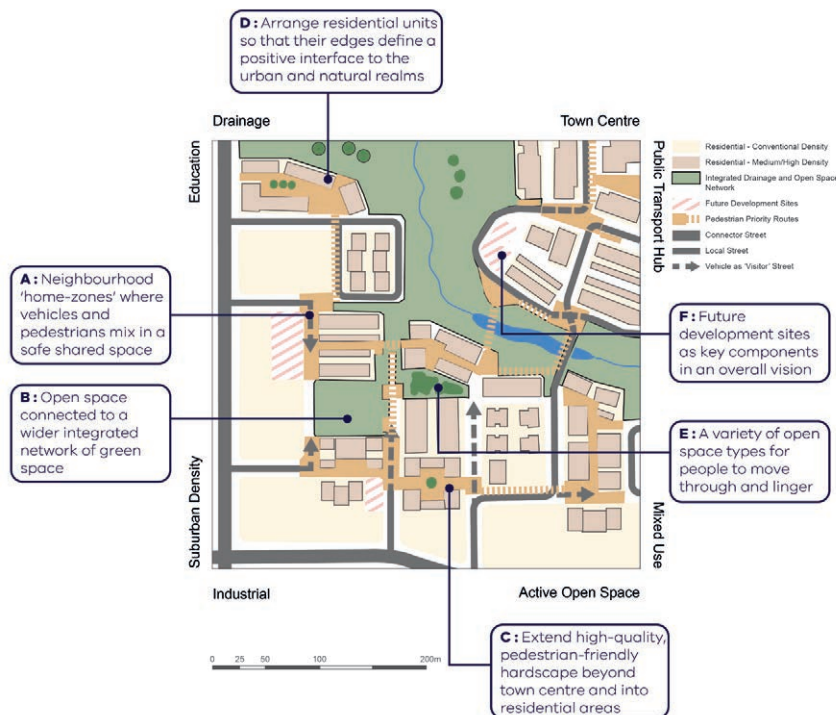 D: Arrange residential units
so that their edges define a
positive interface to the
urban and natural realms
Drainage
Town Centre
Education
Public Transport Hub
Residential - Conventional Density
Residential - Medium/High Density
Integrated Drainage and Open Space
Network
Future Development Sites
Pedestrian Priority Routes
Connector Street
Local Street
Vehicle as 'Visitor' Street
A: Neighbourhood
'home-zones' where
vehicles and
pedestrians mix in a
safe shared space
F: Future
development sites
as key components
in an overall vision
B: Open space
connected to a
wider integrated
network of green
space
E: A variety of open
space types for
people to move
through and linger
Suburban Density
Mixed Use
Industrial
Active Open Space
0 25 50 100 200m
C: Extend high-quality,
pedestrian-friendly
hardscape beyond
town centre and into
residential areas